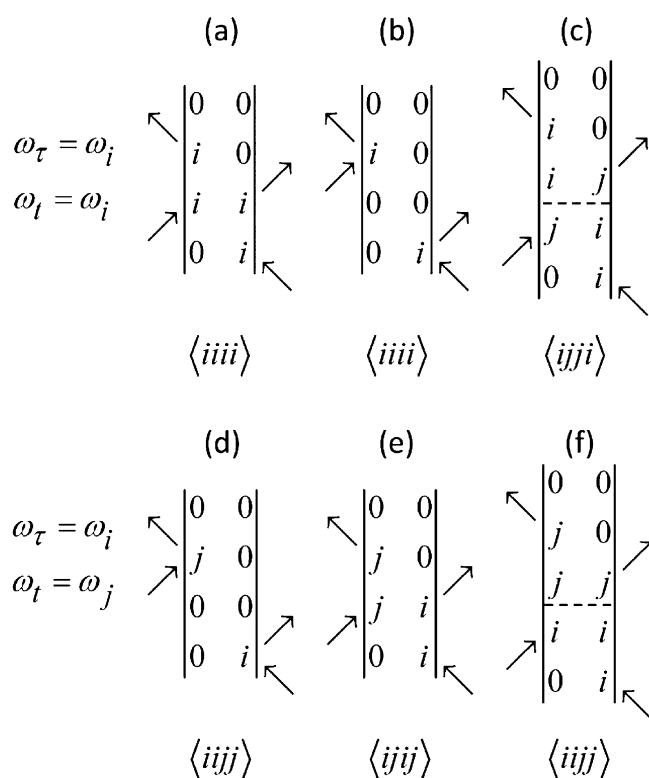 (a) (b) (c)
0 0 0 0 0 0
ω_τ = ω_i i 0 i 0 i 0
ω_t = ω_i i i 0 0 i j
j i
0 i 0 i 0 i
⟨iiii⟩ ⟨iiii⟩ ⟨ijji⟩
(d) (e) (f)
0 0 0 0 0 0
ω_τ = ω_i j 0 j 0 j 0
ω_t = ω_j 0 0 j i j j
i i
0 i 0 i 0 i
⟨iijj⟩ ⟨ijij⟩ ⟨iijj⟩